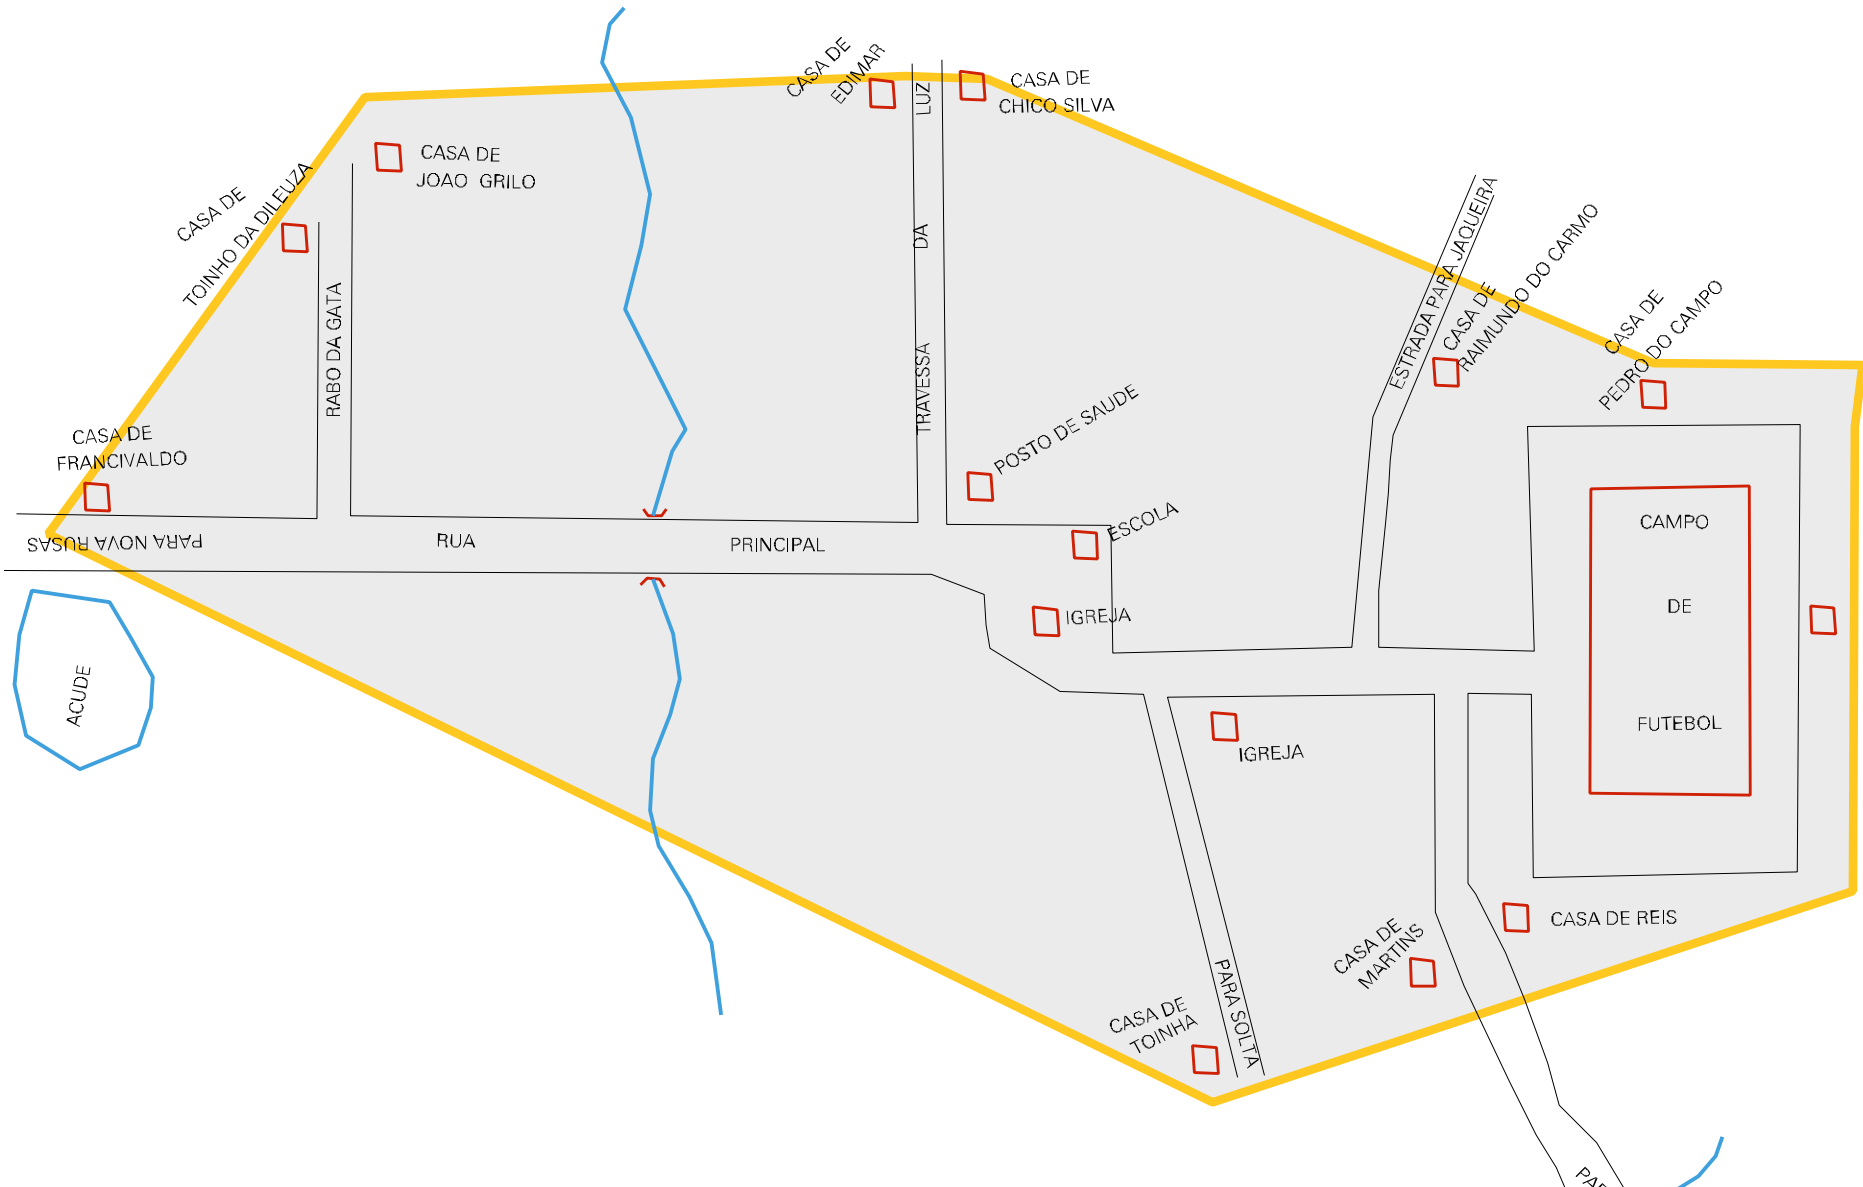 CASA DE
EDIMAR
LUZ
DA
TRAVESSA
CASA DE
CHICO SILVA
CASA DE
JOAO GRILO
CASA DE
TOINHO DA DILEUZA
RABO DA GATA
ESTRADA PARA JAQUEIRA
CASA DE
RAIMUNDO DO CARMO
CASA DE
PEDRO DO CAMPO
CASA DE
FRANCIVALDO
POSTO DE SAUDE
ESCOLA
PARA NOVA RUSAS
RUA
PRINCIPAL
IGREJA
CAMPO
DE
FUTEBOL
ACUDE
IGREJA
CASA DE REIS
CASA DE
MARTINS
PARA SOLTA
CASA DE
TOINHA